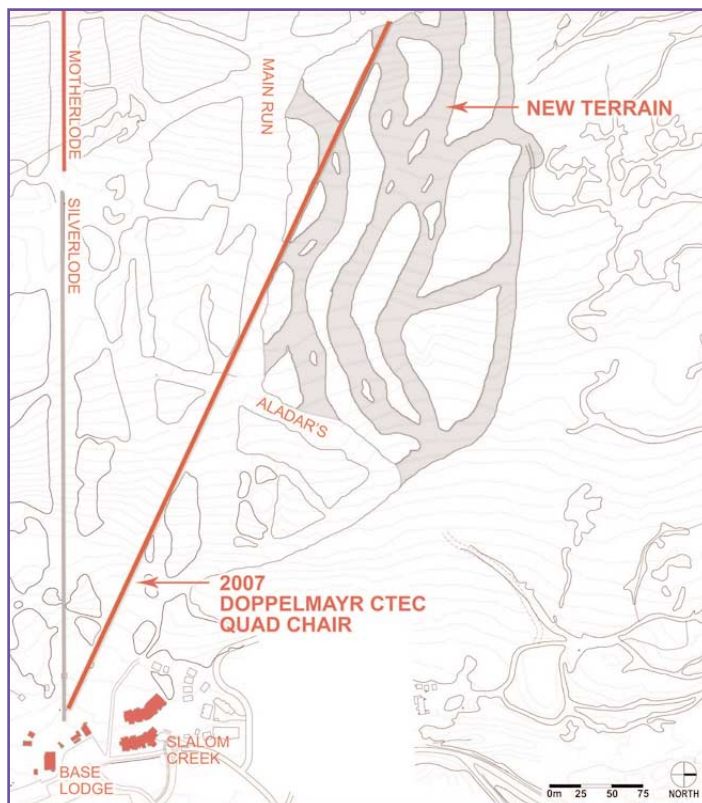 MOTHERLODE
MAIN RUN
NEW TERRAIN
SILVERLODE
ALADAR'S
2007
DOPPELMAYR CTEC
QUAD CHAIR
SLALOM
CREEK
BASE
LODGE
0m 25 50 75
NORTH